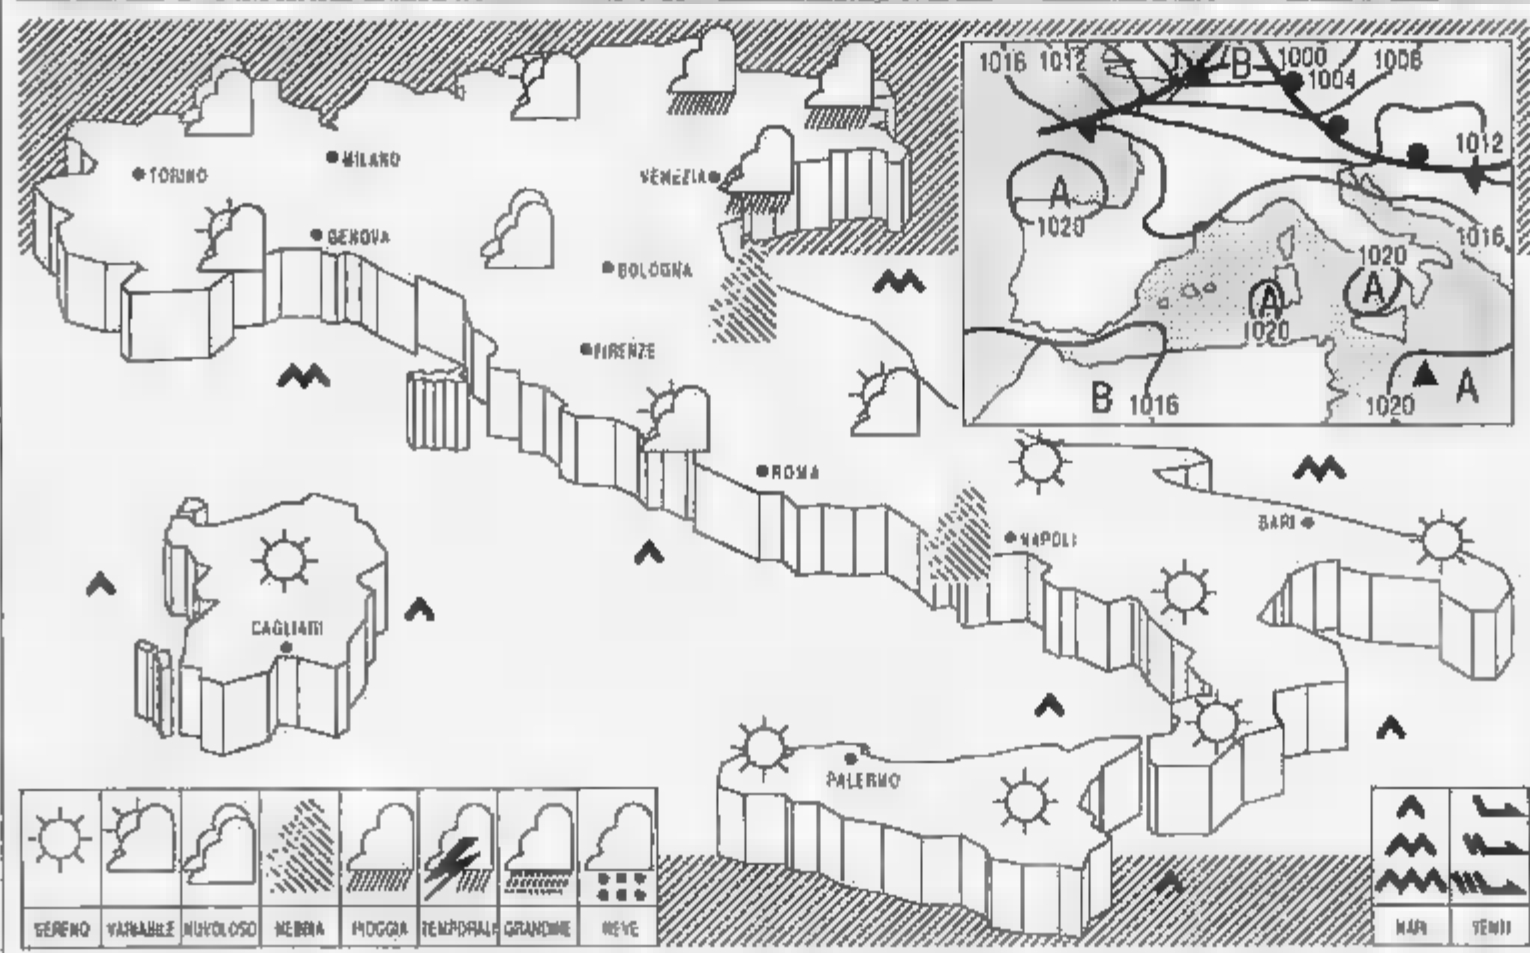 1016 1012 B 1000 1008
1004
1012
A
1020
1016
1020
A A
1020
B 1016 1020 A
MILANO
TORINO
VENEZIA
GENOVA
BOLOGNA
FIRENZE
ROMA
BARI
NAPOLI
CAGLIARI
PALERMO
SERENO VARIABILE NUVOLOSO NEBBIA PIOGGIA TEMPORALE GRANDINE NEVE
MARI VENTI